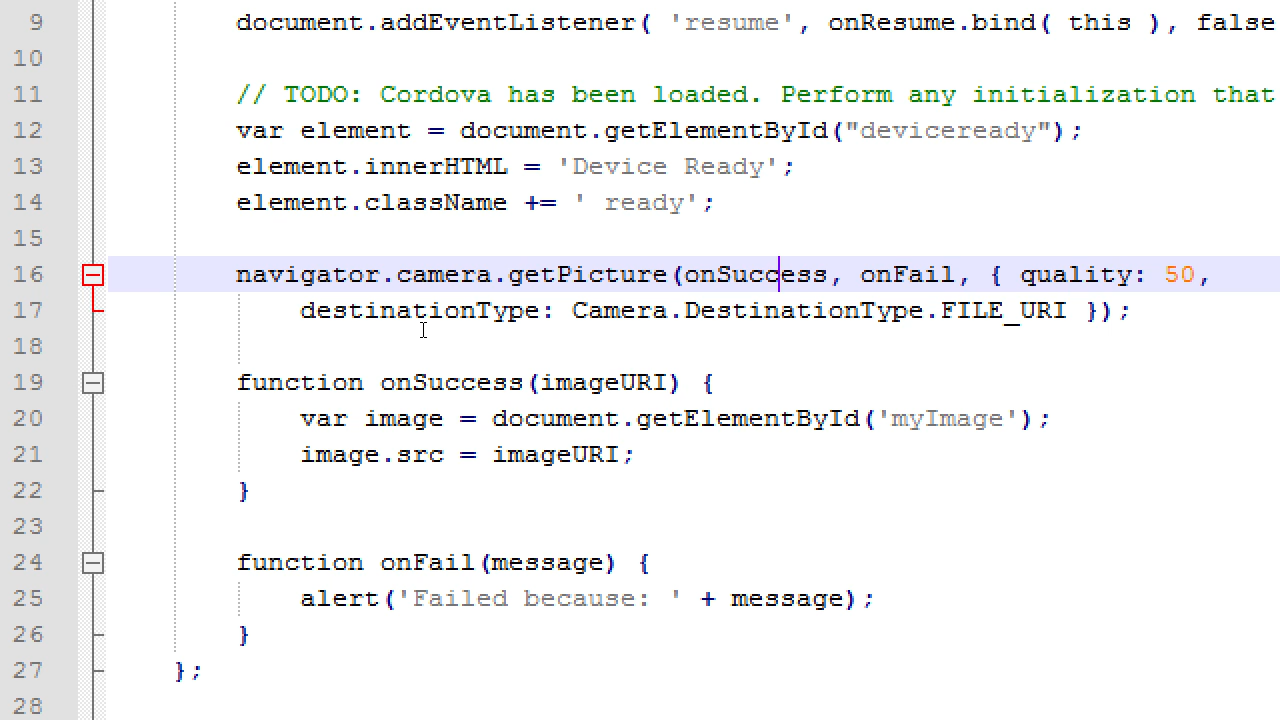 9 document.addEventListener( 'resume', onResume.bind( this ), false
10
11 // TODO: Cordova has been loaded. Perform any initialization that
12 var element = document.getElementById("deviceready");
13 element.innerHTML = 'Device Ready';
14 element.className += ' ready';
15
16 navigator.camera.getPicture(onSuccess, onFail, { quality: 50,
17 destinationType: Camera.DestinationType.FILE_URI });
18
19 function onSuccess(imageURI) {
20 var image = document.getElementById('myImage');
21 image.src = imageURI;
22 }
23
24 function onFail(message) {
25 alert('Failed because: ' + message);
26 }
27 };
28